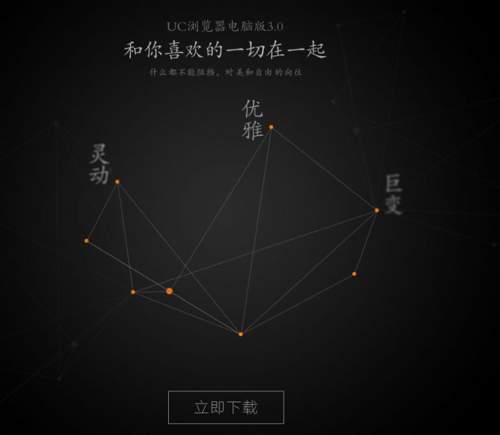 UC浏览器电脑版3.0
和你喜欢的一切在一起
什么都不能阻挡，对美和自由的向往
优雅
灵动
巨变
立即下载